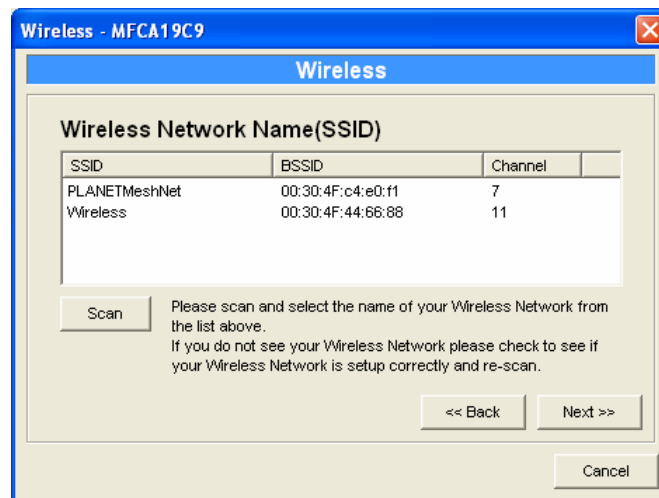 Wireless - MFCA19C9
Wireless
Wireless Network Name(SSID)
SSID BSSID Channel
PLANETMeshNet 00:30:4F:c4:e0:f1 7
Wireless 00:30:4F:44:66:88 11
Scan
Please scan and select the name of your Wireless Network from
the list above.
If you do not see your Wireless Network please check to see if
your Wireless Network is setup correctly and re-scan.
<< Back Next >>
Cancel